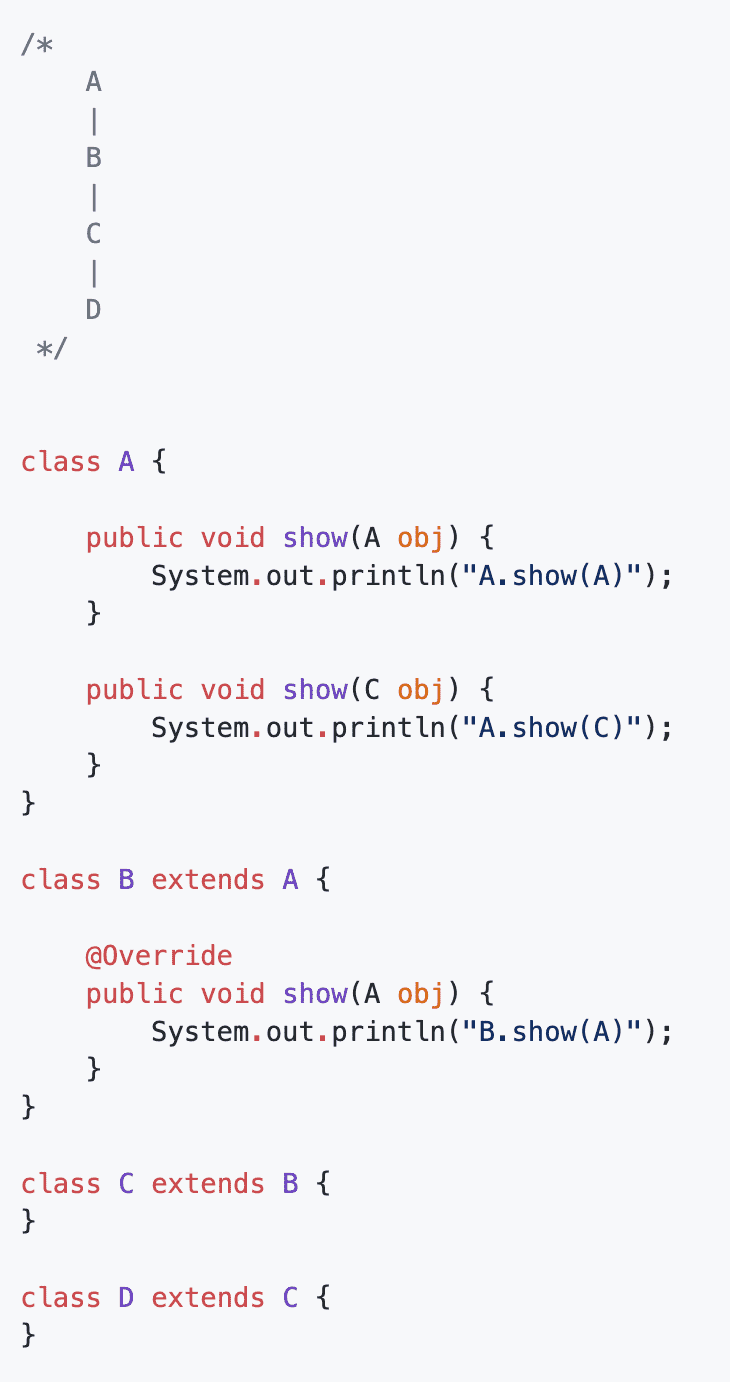 /*
    A
    |
    B
    |
    C
    |
    D
 */
class A {
    public void show(A obj) {
        System.out.println("A.show(A)");
    }
    public void show(C obj) {
        System.out.println("A.show(C)");
    }
}
class B extends A {
    @Override
    public void show(A obj) {
        System.out.println("B.show(A)");
    }
}
class C extends B {
}
class D extends C {
}